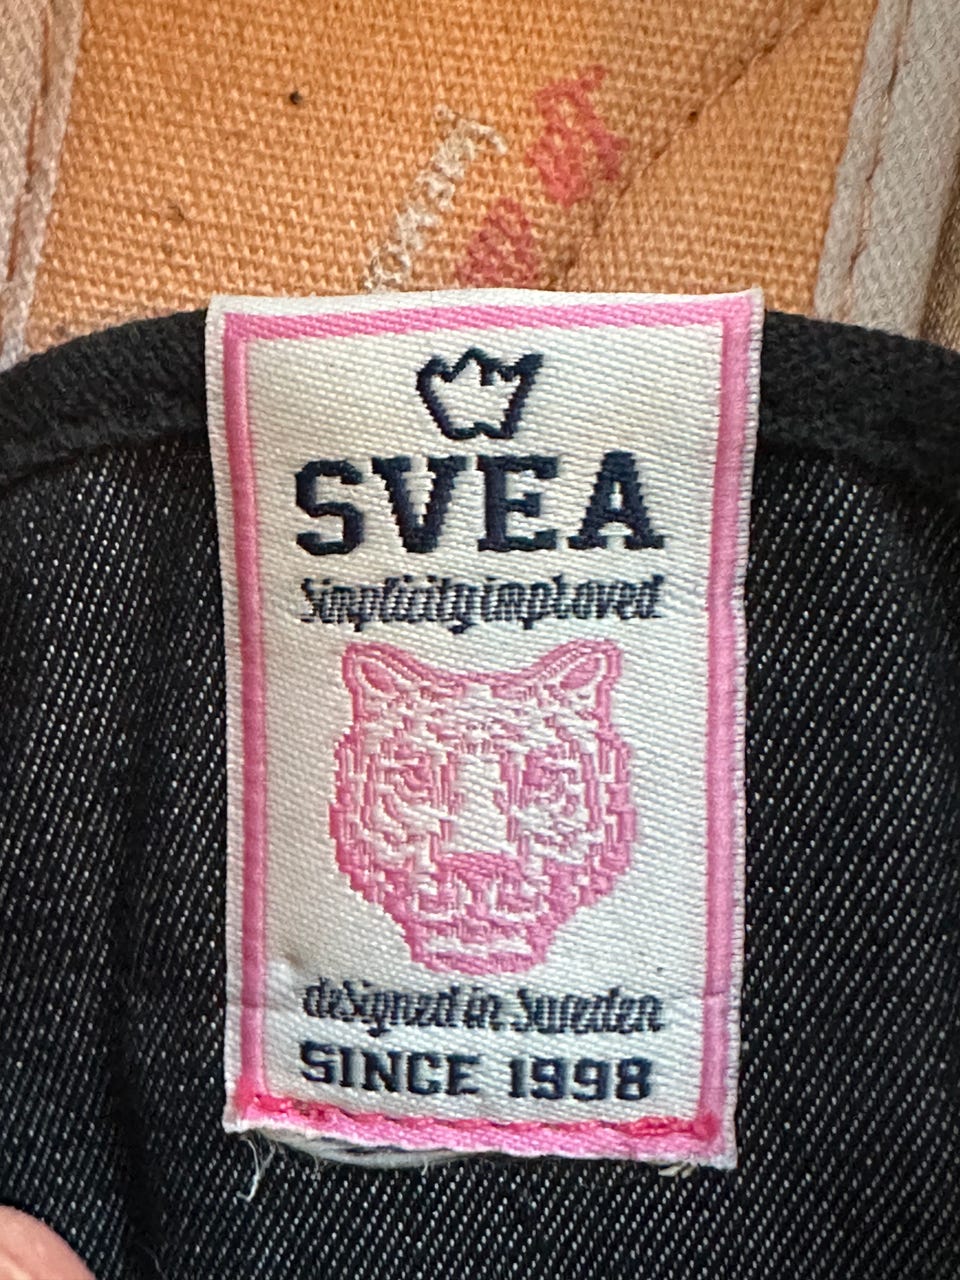 SVEA
Simplicity improved
deSigned in Sweden
SINCE 1998